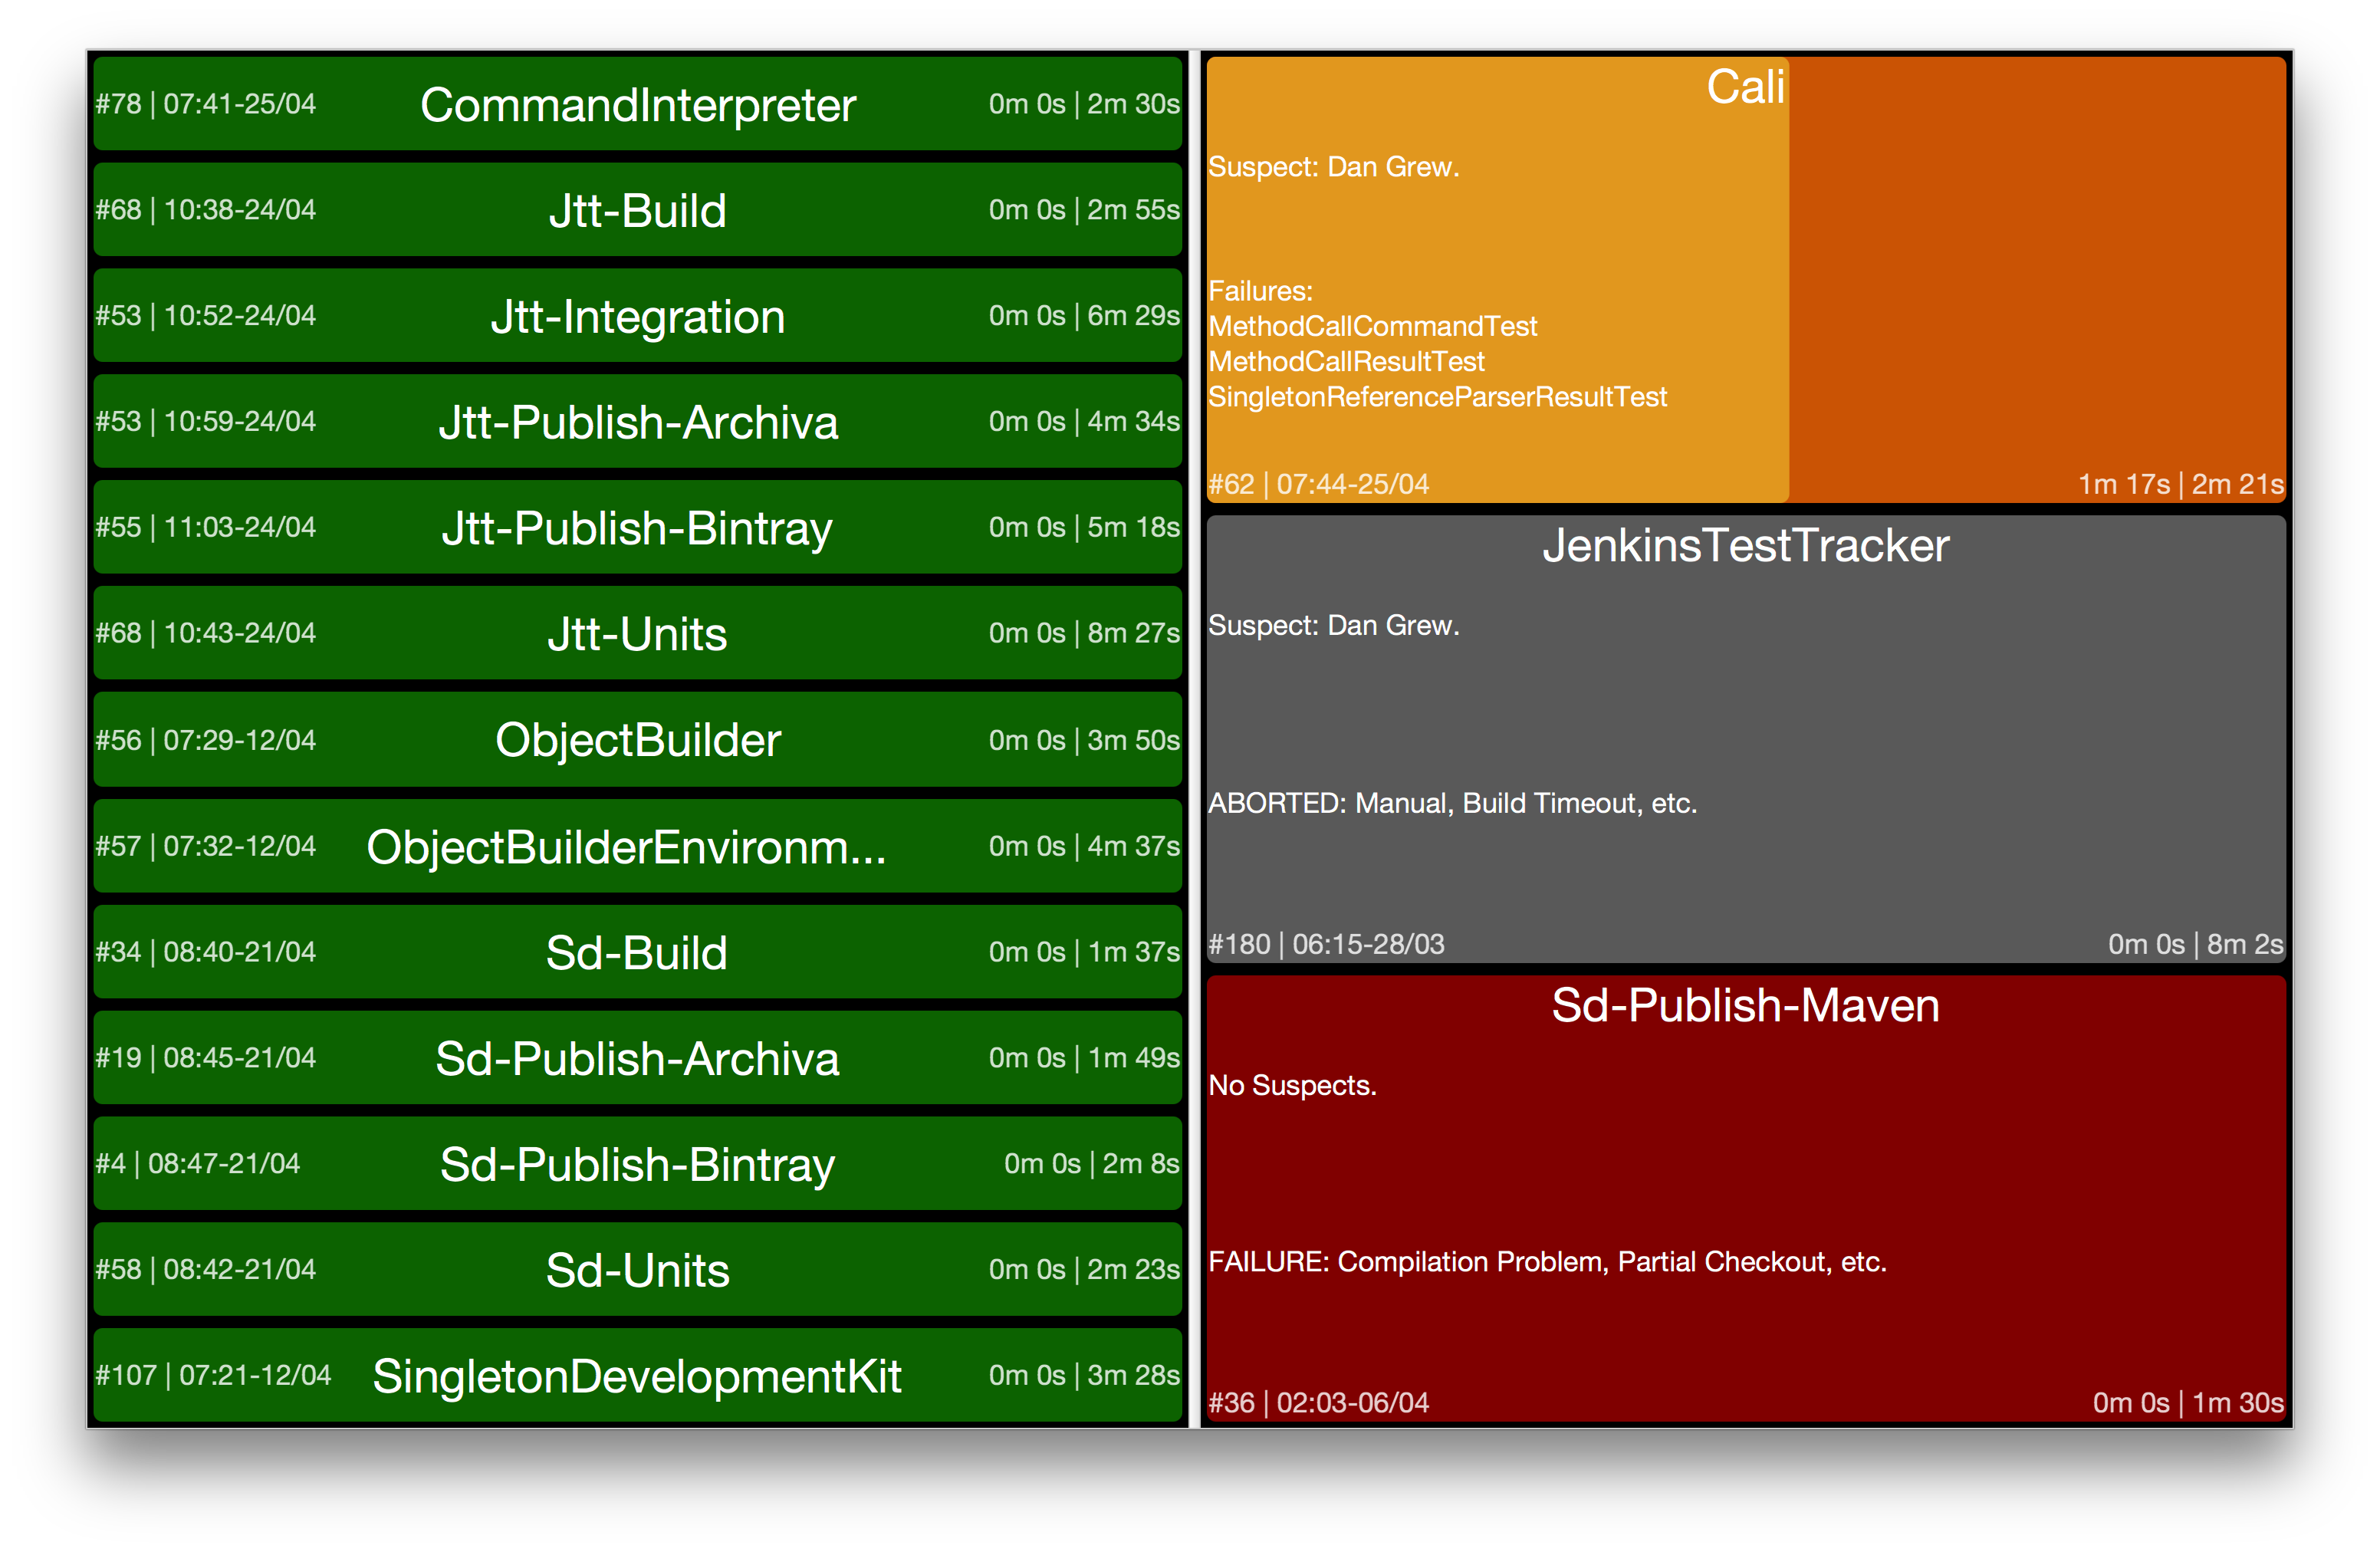 #78 | 07:41-25/04 CommandInterpreter 0m 0s | 2m 30s
#68 | 10:38-24/04 Jtt-Build 0m 0s | 2m 55s
#53 | 10:52-24/04 Jtt-Integration 0m 0s | 6m 29s
#53 | 10:59-24/04 Jtt-Publish-Archiva 0m 0s | 4m 34s
#55 | 11:03-24/04 Jtt-Publish-Bintray 0m 0s | 5m 18s
#68 | 10:43-24/04 Jtt-Units 0m 0s | 8m 27s
#56 | 07:29-12/04 ObjectBuilder 0m 0s | 3m 50s
#57 | 07:32-12/04 ObjectBuilderEnvironm... 0m 0s | 4m 37s
#34 | 08:40-21/04 Sd-Build 0m 0s | 1m 37s
#19 | 08:45-21/04 Sd-Publish-Archiva 0m 0s | 1m 49s
#4 | 08:47-21/04 Sd-Publish-Bintray 0m 0s | 2m 8s
#58 | 08:42-21/04 Sd-Units 0m 0s | 2m 23s
#107 | 07:21-12/04 SingletonDevelopmentKit 0m 0s | 3m 28s
Cali
Suspect: Dan Grew.
Failures:
MethodCallCommandTest
MethodCallResultTest
SingletonReferenceParserResultTest
#62 | 07:44-25/04 1m 17s | 2m 21s
JenkinsTestTracker
Suspect: Dan Grew.
ABORTED: Manual, Build Timeout, etc.
#180 | 06:15-28/03 0m 0s | 8m 2s
Sd-Publish-Maven
No Suspects.
FAILURE: Compilation Problem, Partial Checkout, etc.
#36 | 02:03-06/04 0m 0s | 1m 30s